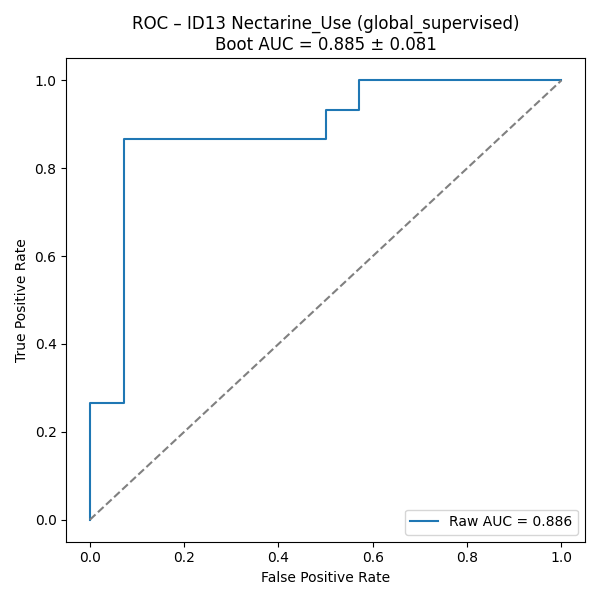 ROC – ID13 Nectarine_Use (global_supervised)
Boot AUC = 0.885 ± 0.081
True Positive Rate
1.0
0.8
0.6
0.4
0.2
0.0
0.0 0.2 0.4 0.6 0.8 1.0
False Positive Rate
Raw AUC = 0.886